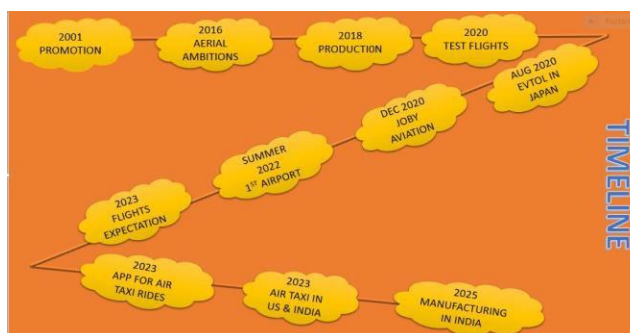 2001
PROMOTION
2016
AERIAL
AMBITIONS
2018
PRODUCTION
2020
TEST FLIGHTS
AUG 2020
EVTOL IN
JAPAN
DEC 2020
JOBY
AVIATION
SUMMER
2022
1ST AIRPORT
2023
FLIGHTS
EXPECTATION
2023
APP FOR AIR
TAXI RIDES
2023
AIR TAXI IN
US & INDIA
2025
MANUFACTURING
IN INDIA
TIMELINE